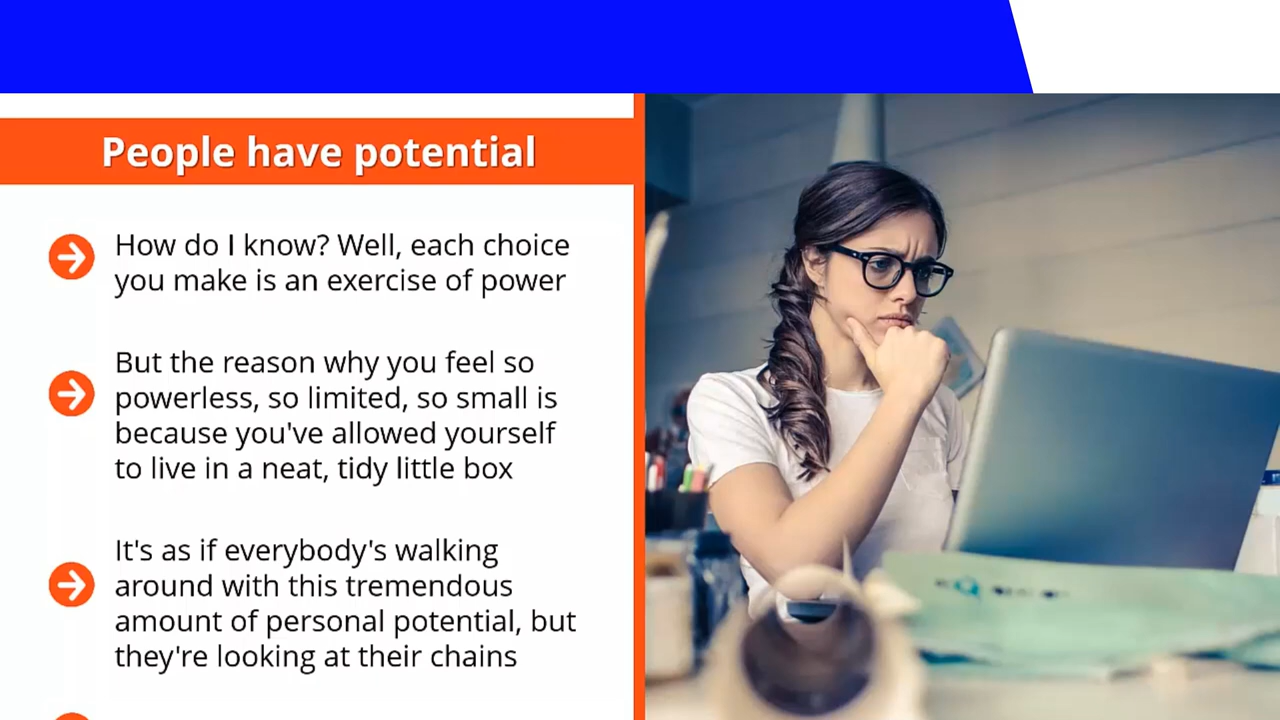 People have potential
How do I know? Well, each choice
you make is an exercise of power
But the reason why you feel so
powerless, so limited, so small is
because you've allowed yourself
to live in a neat, tidy little box
It's as if everybody's walking
around with this tremendous
amount of personal potential, but
they're looking at their chains